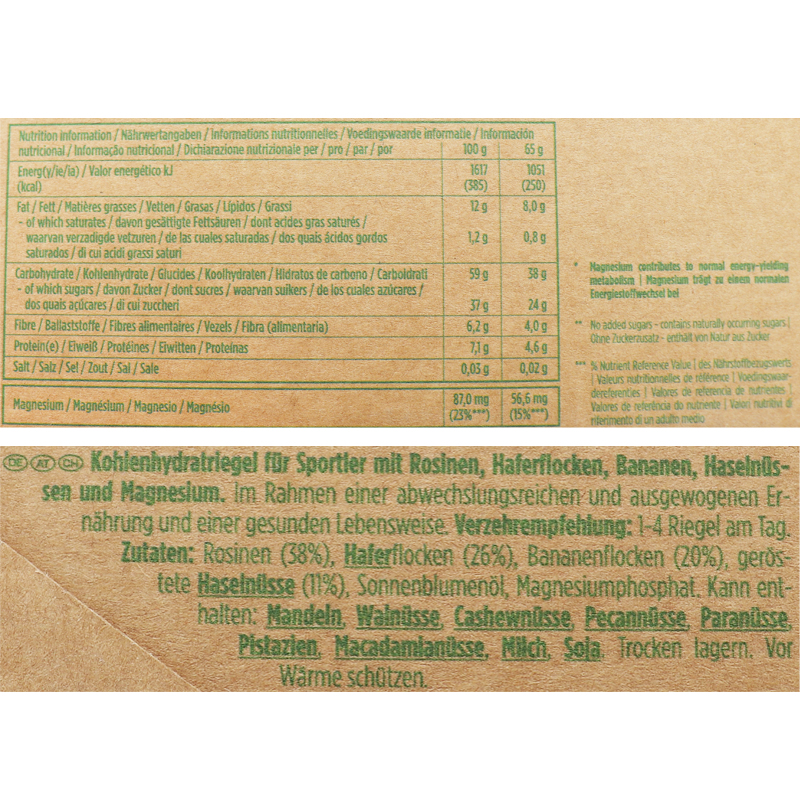 Nutrition information / Nährwertangaben / Informations nutritionnelles / Voedingswaarde informatie / Información
nutricional / Informação nutricional / Dichiarazione nutrizionale per / pro / par / por 100 g 65 g
Energ(y/ie/ia) / Valor energético kJ 1617 1051
(kcal) (385) (250)
Fat / Fett / Matières grasses / Vetten / Grasas / Lípidos / Grassi 12 g 8,0 g
- of which saturates / davon gesättigte Fettsäuren / dont acides gras saturés /
waarvan verzadigde vetzuren / de las cuales saturadas / dos quais ácidos gordos 1,2 g 0,8 g
saturados / di cui acidi grassi saturi
Carbohydrate / Kohlenhydrate / Glucides / Koolhydraten / Hidratos de carbono / Carboidrati 59 g 38 g
- of which sugars / davon Zucker / dont sucres / waarvan suikers / de los cuales azúcares /
dos quais açúcares / di cui zuccheri 37 g 24 g
Fibre / Ballaststoffe / Fibres alimentaires / Vezels / Fibra (alimentaria) 6,2 g 4,0 g
Protein(e) / Eiweiß / Protéines / Eiwitten / Proteínas 7,1 g 4,6 g
Salt / Salz / Sel / Zout / Sal / Sale 0,03 g 0,02 g
Magnesium / Magnésium / Magnesio / Magnésio 87,0 mg 56,6 mg
(23%***) (15%***)
* Magnesium contributes to normal energy-yielding
metabolism | Magnesium trägt zu einem normalen
Energiestoffwechsel bei
** No added sugars - contains naturally occurring sugars |
Ohne Zuckerzusatz - enthält von Natur aus Zucker
*** % Nutrient Reference Value | des Nährstoffbezugswerts
| Valeurs nutritionnelles de référence | Voedingswaar-
dereferenties | Valores de referencia de nutrientes |
Valores de referência do nutriente | Valori nutritivi di
riferimento di un adulto medio
DE AT CH Kohlenhydratriegel für Sportler mit Rosinen, Haferflocken, Bananen, Haselnüs-
sen und Magnesium. Im Rahmen einer abwechslungsreichen und ausgewogenen Er-
nährung und einer gesunden Lebensweise. Verzehrempfehlung: 1-4 Riegel am Tag.
Zutaten: Rosinen (38%), Haferflocken (26%), Bananenflocken (20%), gerös-
tete Haselnüsse (11%), Sonnenblumenöl, Magnesiumphosphat. Kann ent-
halten: Mandeln, Walnüsse, Cashewnüsse, Pecannüsse, Paranüsse,
Pistazien, Macadamianüsse, Milch, Soja. Trocken lagern. Vor
Wärme schützen.